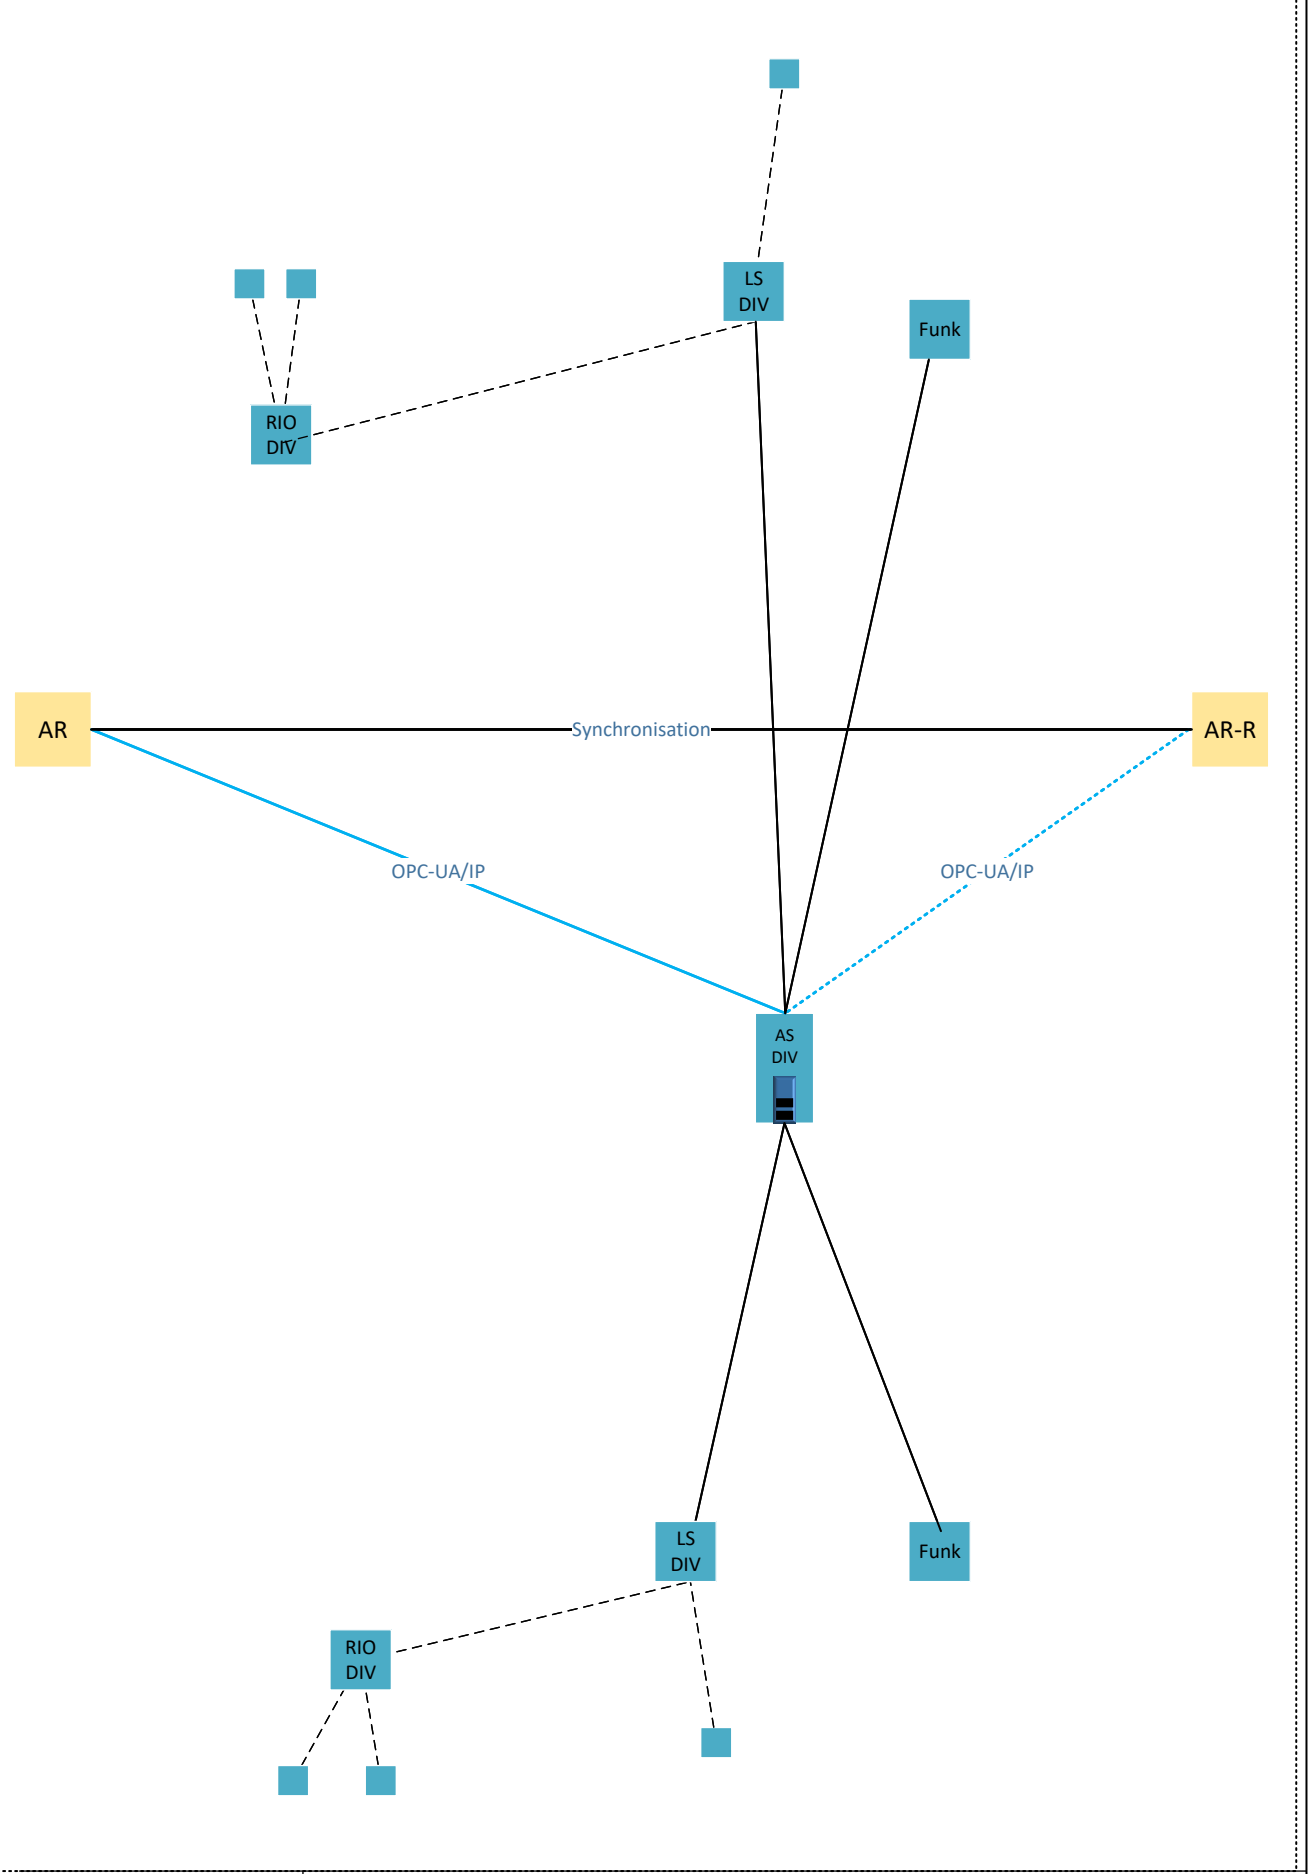 LS
DIV
Funk
RIO
DIV
AR
Synchronisation
AR-R
OPC-UA/IP
OPC-UA/IP
AS
DIV
LS
DIV
Funk
RIO
DIV